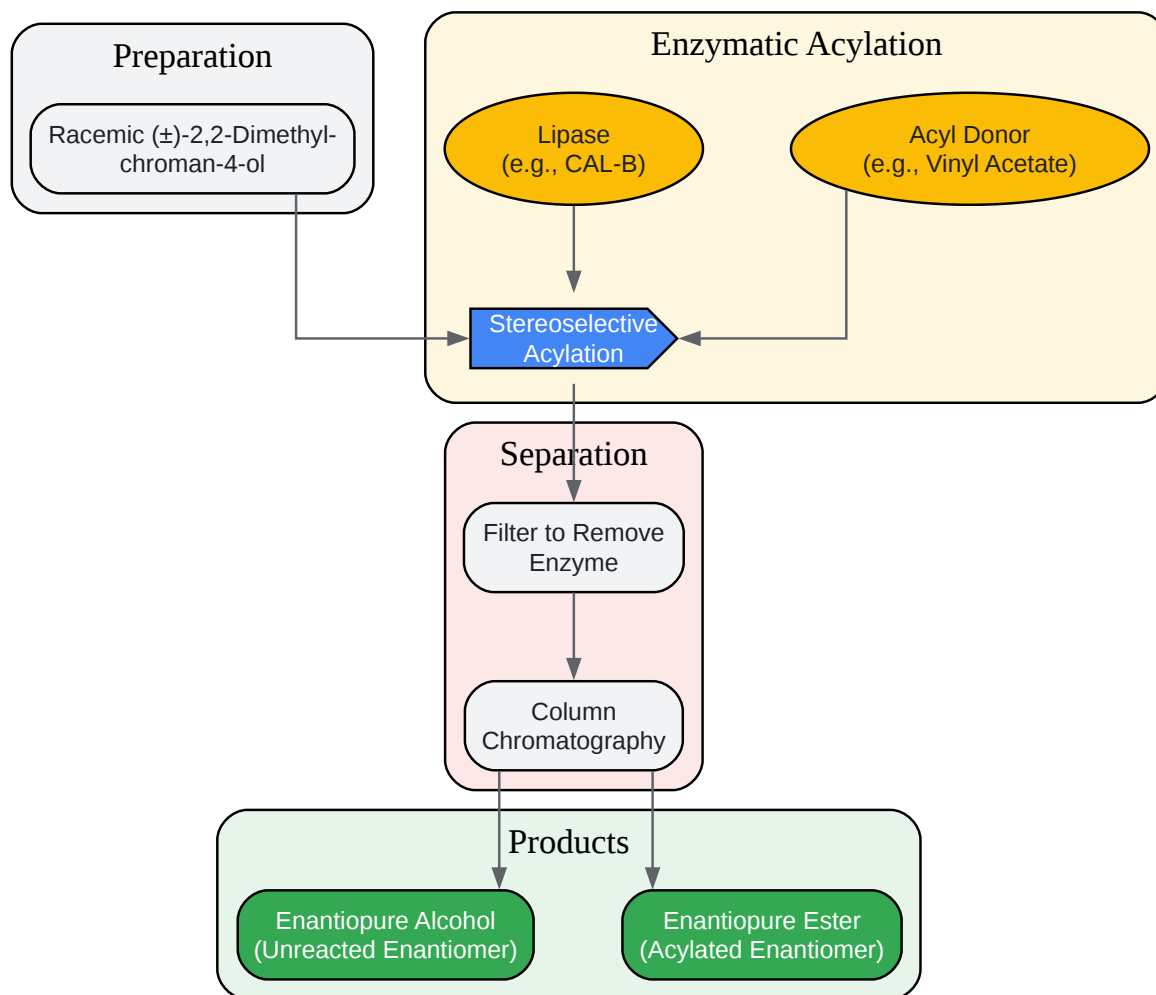 Preparation
Racemic (±)-2,2-Dimethyl-
chroman-4-ol
Enzymatic Acylation
Lipase
(e.g., CAL-B)
Acyl Donor
(e.g., Vinyl Acetate)
Stereoselective
Acylation
Separation
Filter to Remove
Enzyme
Column
Chromatography
Products
Enantiopure Alcohol
(Unreacted Enantiomer)
Enantiopure Ester
(Acylated Enantiomer)